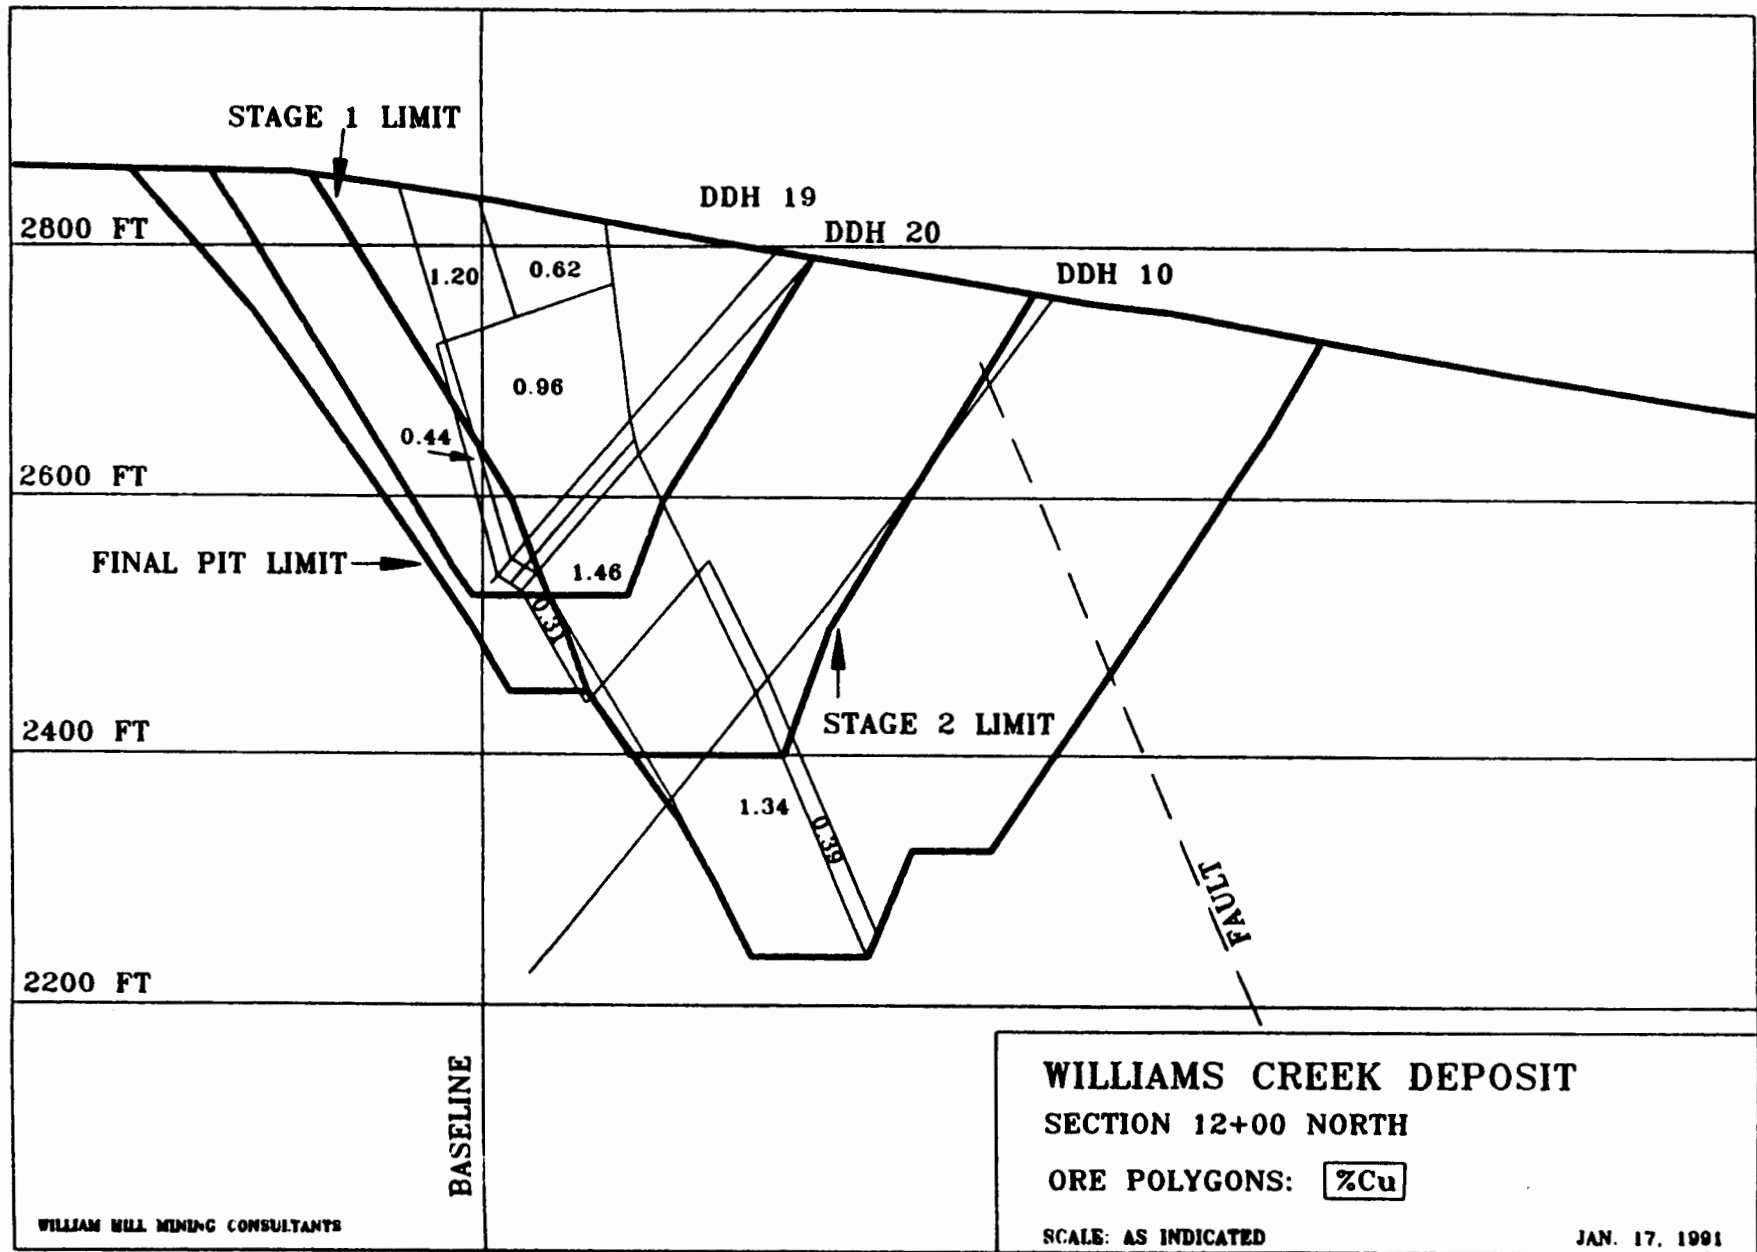 STAGE 1 LIMIT
DDH 19
2800 FT
DDH 20
1.20
0.62
DDH 10
0.96
0.44
2600 FT
FINAL PIT LIMIT
1.46
0.31
2400 FT
STAGE 2 LIMIT
1.34
0.39
FAULT
2200 FT
BASELINE
WILLIAMS CREEK DEPOSIT
SECTION 12+00 NORTH
ORE POLYGONS: %Cu
WILLIAM HILL MINING CONSULTANTS
SCALE: AS INDICATED
JAN. 17, 1991